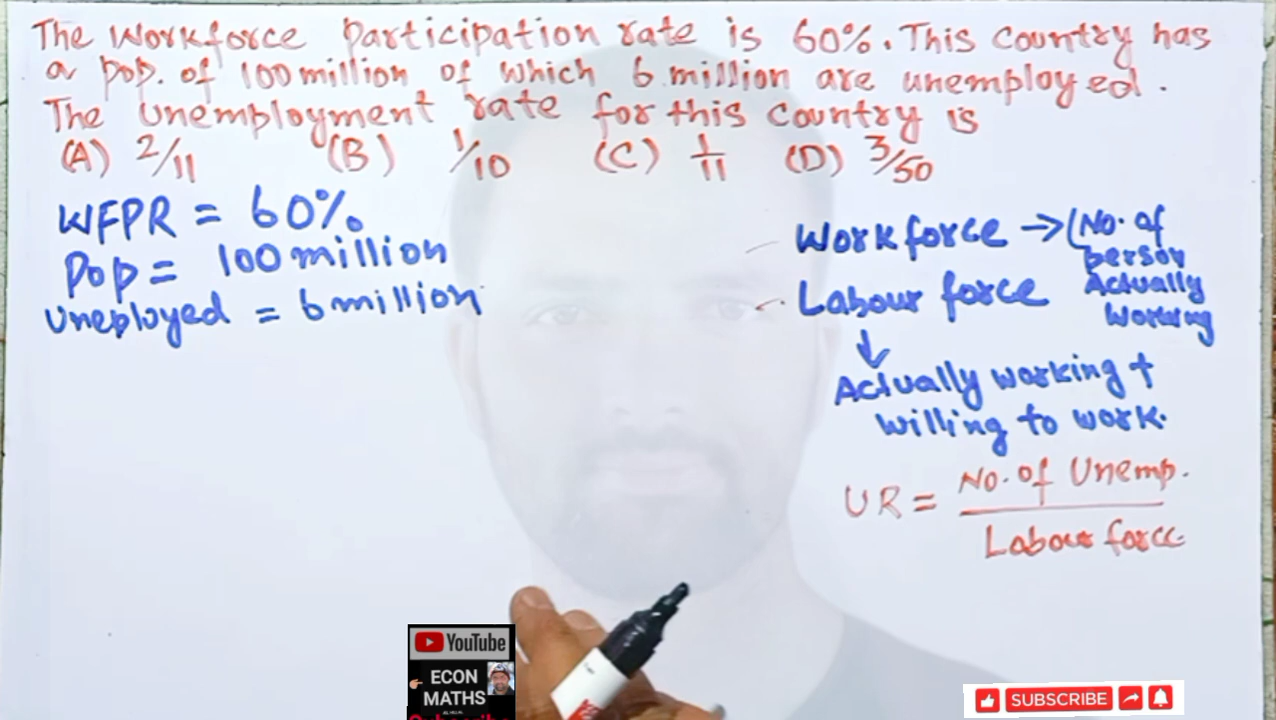 The Workforce participation rate is 60%. This country has
a pop. of 100 million of which 6 million are unemployed.
The unemployment rate for this country is
(A) 2/11 (B) 1/10 (C) 1/11 (D) 3/50
WFPR = 60%
Pop = 100 million
Uneployed = 6 million
Workforce → (No. of
person
Actually
Working
Labour force
↓
Actually working +
willing to work.
UR = No. of Unemp.
Labour force
YouTube
ECON
MATHS
Subscribe
SUBSCRIBE